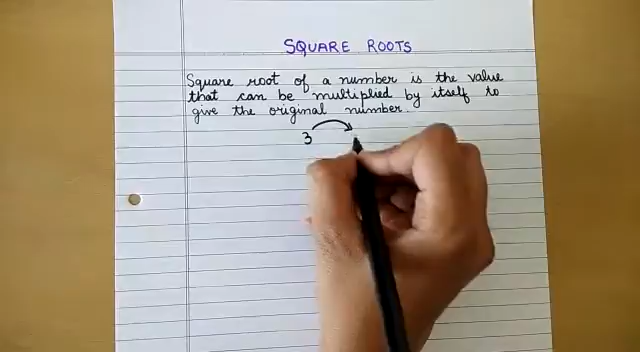 SQUARE ROOTS
Square root of a number is the value
that can be multiplied by itself to
give the original number.
3